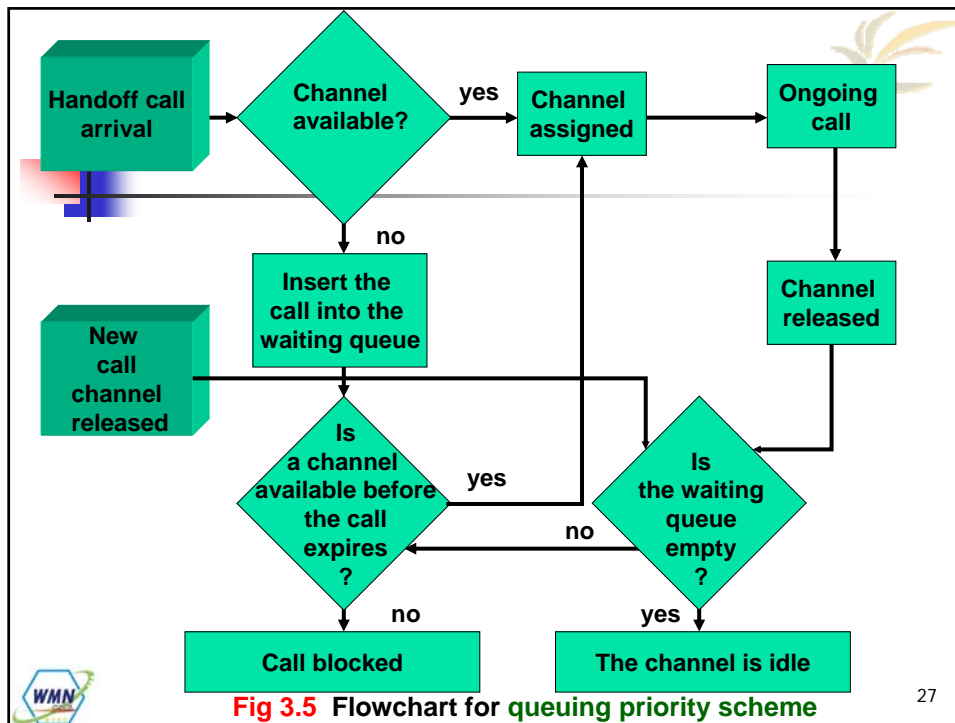 Handoff call
arrival
Channel
available?
yes
Channel
assigned
Ongoing
call
no
Insert the
call into the
waiting queue
Channel
released
New
call
channel
released
Is
a channel
available before
the call
expires
?
yes
Is
the waiting
queue
empty
?
no
no
yes
Call blocked
The channel is idle
WMN
Fig 3.5 Flowchart for queuing priority scheme
27